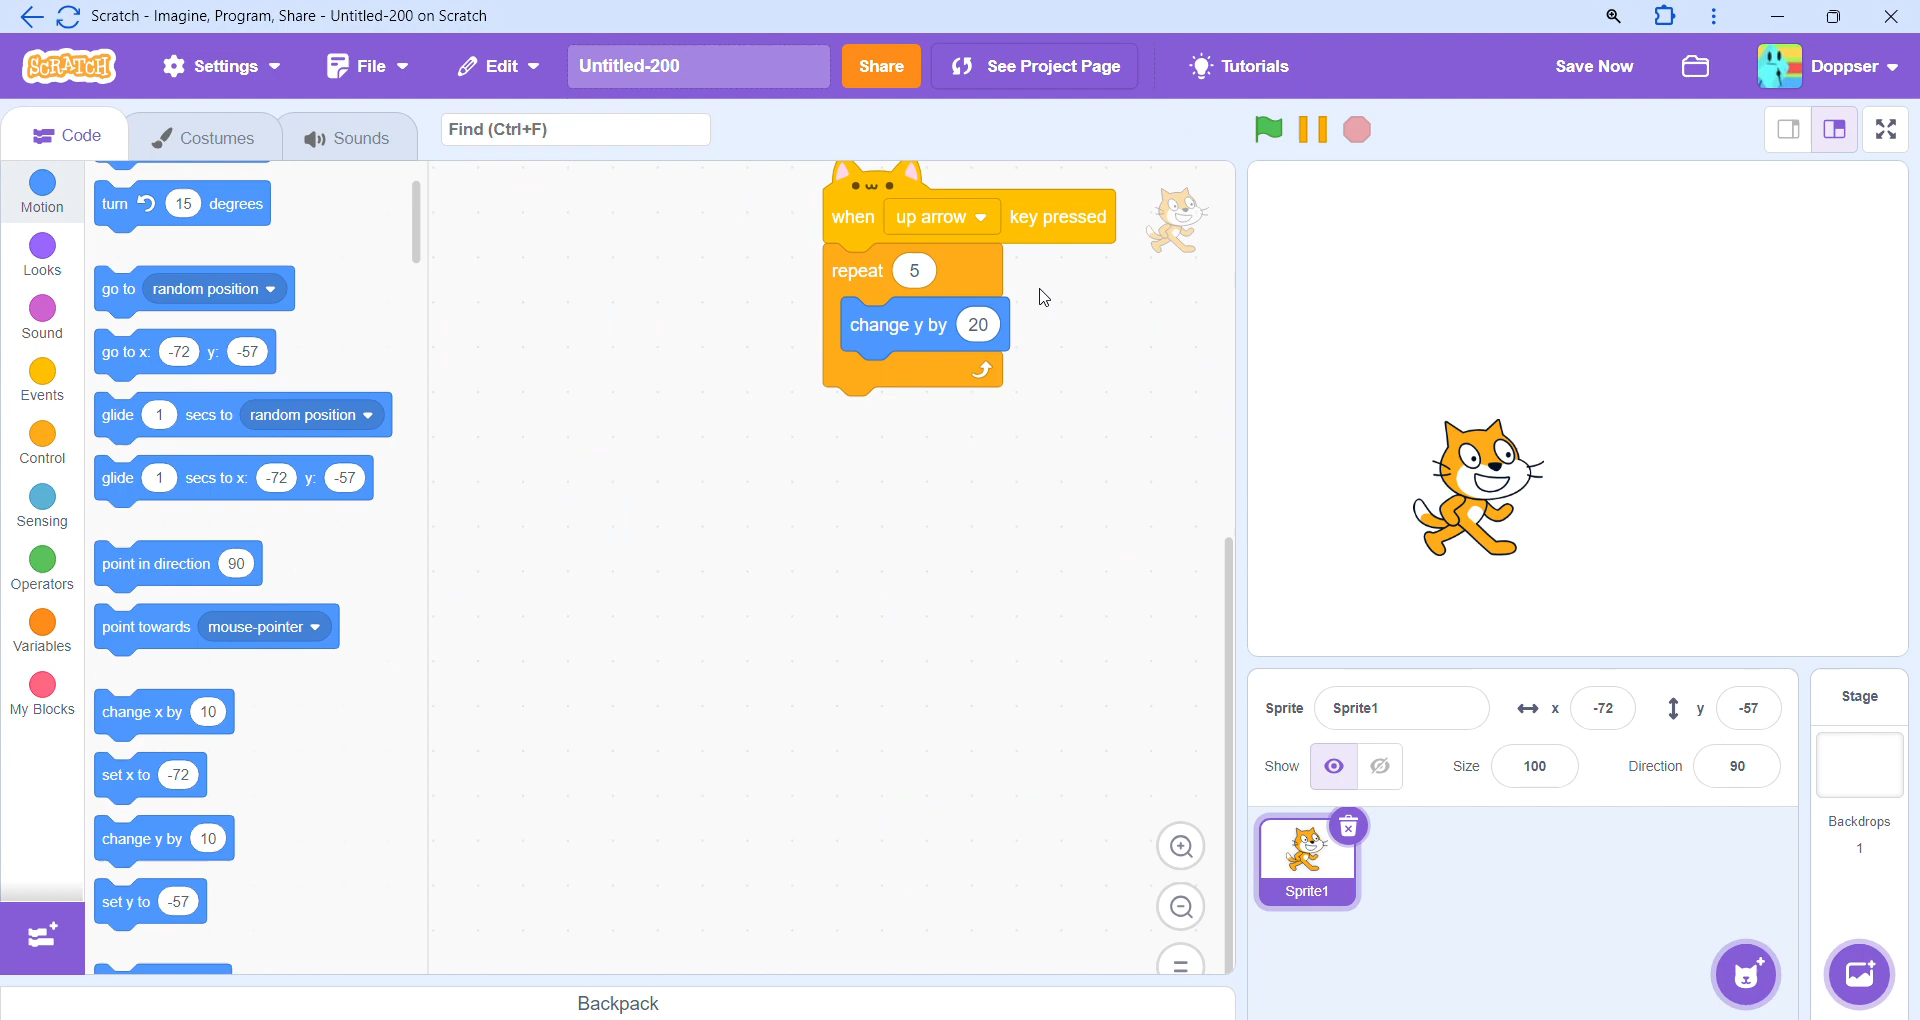 Scratch - Imagine, Program, Share - Untitled-200 on Scratch
SCRATCH
Settings
File
Edit
Untitled-200
Share
See Project Page
Tutorials
Save Now
Doppser
Code
Costumes
Sounds
Find (Ctrl+F)
Motion
Looks
Sound
Events
Control
Sensing
Operators
Variables
My Blocks
turn 15 degrees
go to random position
go to x: -72 y: -57
glide 1 secs to random position
glide 1 secs to x: -72 y: -57
point in direction 90
point towards mouse-pointer
change x by 10
set x to -72
change y by 10
set y to -57
when up arrow key pressed
repeat 5
change y by 20
Backpack
Sprite Sprite1 x -72 y -57
Show Size 100 Direction 90
Sprite1
Stage
Backdrops
1